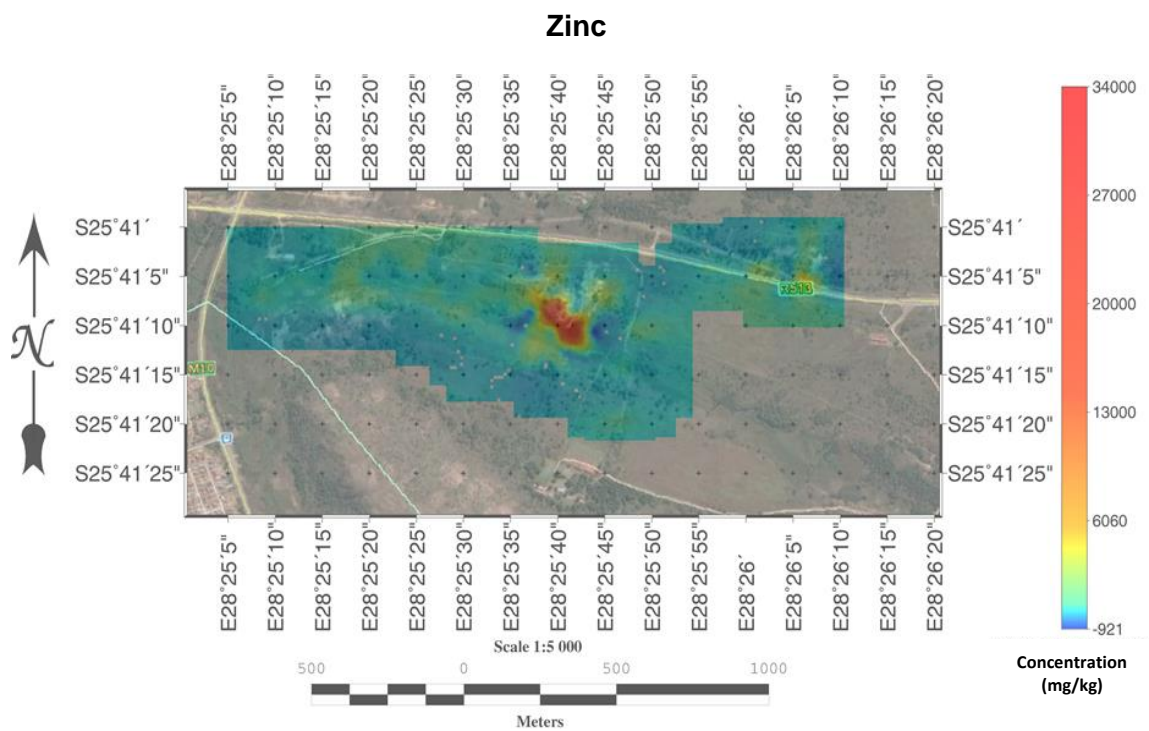 Zinc
E28°25´5"
E28°25´10"
E28°25´15"
E28°25´20"
E28°25´25"
E28°25´30"
E28°25´35"
E28°25´40"
E28°25´45"
E28°25´50"
E28°25´55"
E28°26´
E28°26´5"
E28°26´10"
E28°26´15"
E28°26´20"
34000
27000
20000
13000
6060
-921
Concentration
(mg/kg)
N
S25°41´
S25°41´5"
S25°41´10"
S25°41´15"
S25°41´20"
S25°41´25"
R513
S25°41´
S25°41´5"
S25°41´10"
S25°41´15"
S25°41´20"
S25°41´25"
E28°25´5"
E28°25´10"
E28°25´15"
E28°25´20"
E28°25´25"
E28°25´30"
E28°25´35"
E28°25´40"
E28°25´45"
E28°25´50"
E28°25´55"
E28°26´
E28°26´5"
E28°26´10"
E28°26´15"
E28°26´20"
Scale 1:5 000
500 0 500 1000
Meters